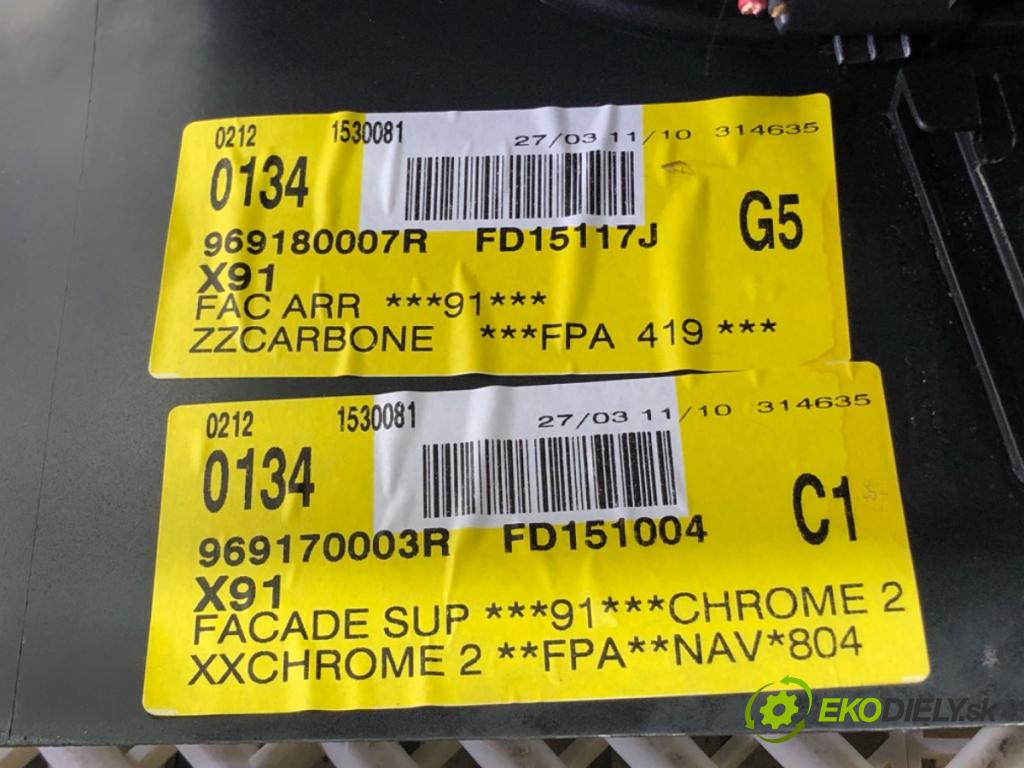 0212 1530081 27/03 11/10 314635
0134
969180007R FD15117J G5
X91
FAC ARR ***91***
ZZCARBONE ***FPA 419 ***
0212 1530081 27/03 11/10 314635
0134
969170003R FD151004 C1
X91
FACADE SUP ***91***CHROME 2
XXCHROME 2 **FPA**NAV*804
EKODIELY.sk